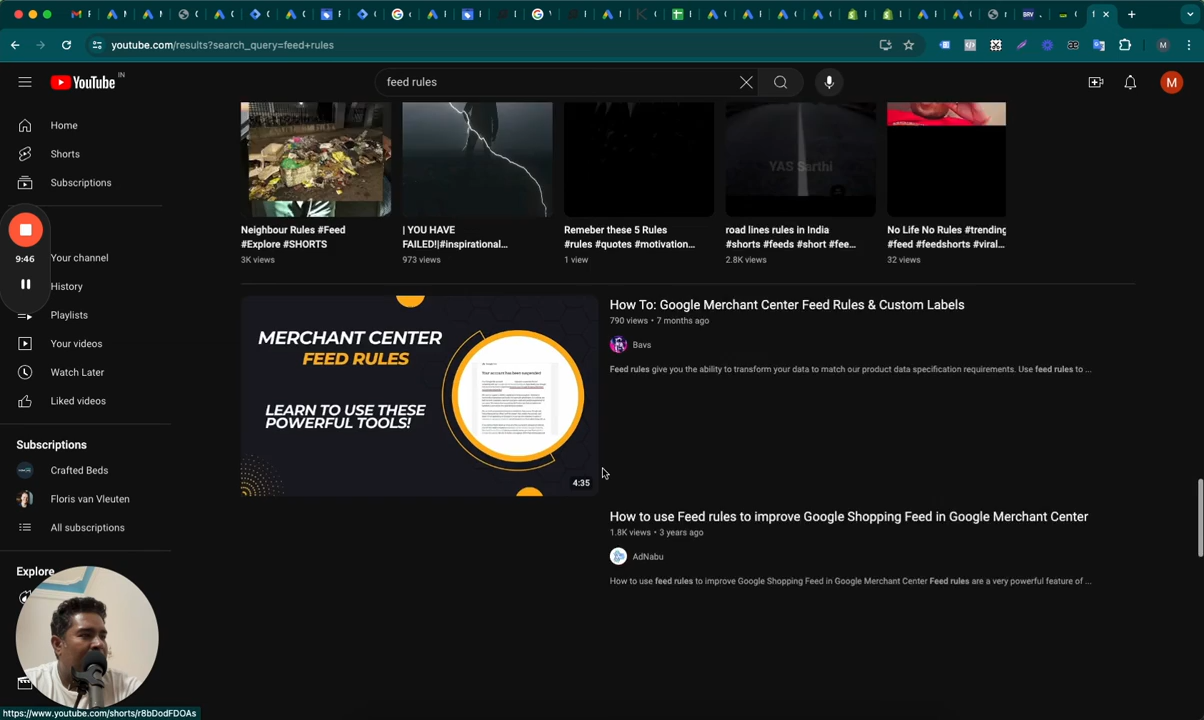 youtube.com/results?search_query=feed+rules
M
YouTube IN
feed rules
M
Home
Shorts
Subscriptions
9:46
Your channel
History
Playlists
Your videos
Watch Later
Liked videos
Subscriptions
Crafted Beds
Floris van Vleuten
All subscriptions
Explore
YAS Sarthi
Neighbour Rules #Feed
#Explore #SHORTS
3K views
| YOU HAVE
FAILED!|#inspirational...
973 views
Remeber these 5 Rules
#rules #quotes #motivation...
1 view
road lines rules in India
#shorts #feeds #short #fee...
2.8K views
No Life No Rules #trending
#feed #feedshorts #viral...
32 views
MERCHANT CENTER
FEED RULES
LEARN TO USE THESE
POWERFUL TOOLS!
Your account has been suspended
4:35
How To: Google Merchant Center Feed Rules & Custom Labels
790 views • 7 months ago
Bavs
Feed rules give you the ability to transform your data to match our product data specification requirements. Use feed rules to ...
How to use Feed rules to improve Google Shopping Feed in Google Merchant Center
1.8K views • 3 years ago
AdNabu
How to use feed rules to improve Google Shopping Feed in Google Merchant Center Feed rules are a very powerful feature of ...
https://www.youtube.com/shorts/r8bDodFDOAs